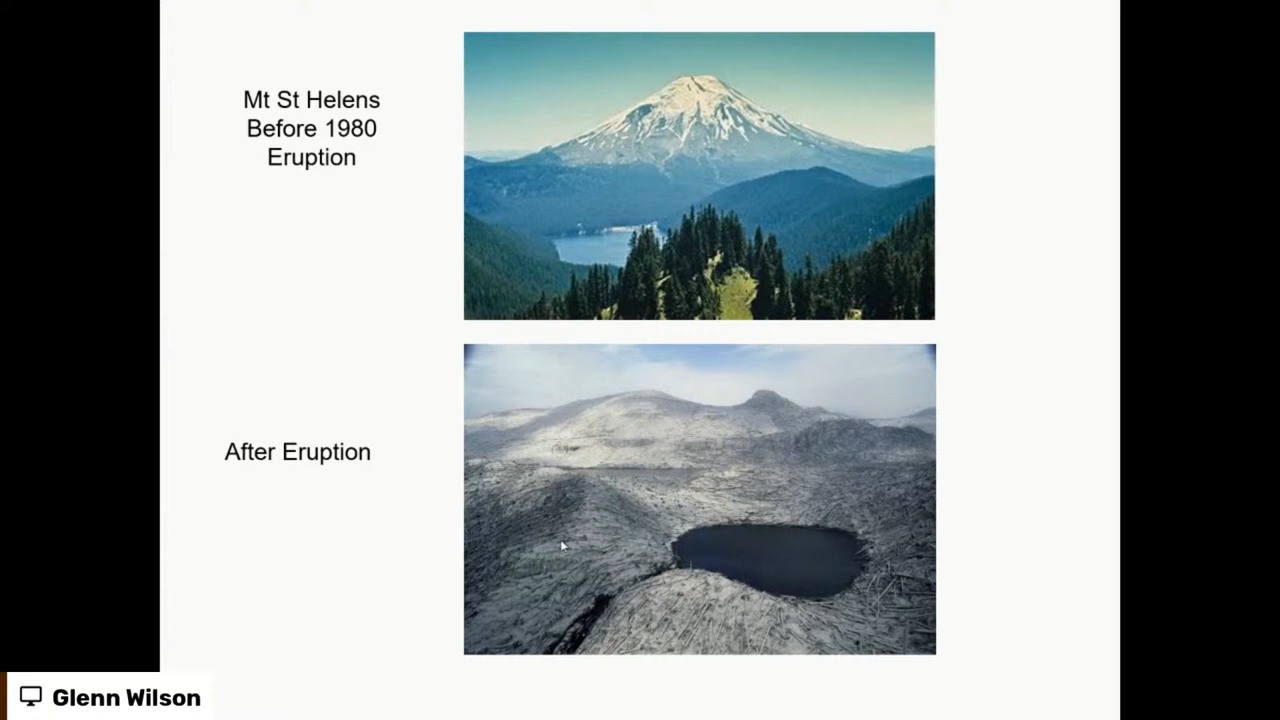 Mt St Helens
Before 1980
Eruption
After Eruption
Glenn Wilson